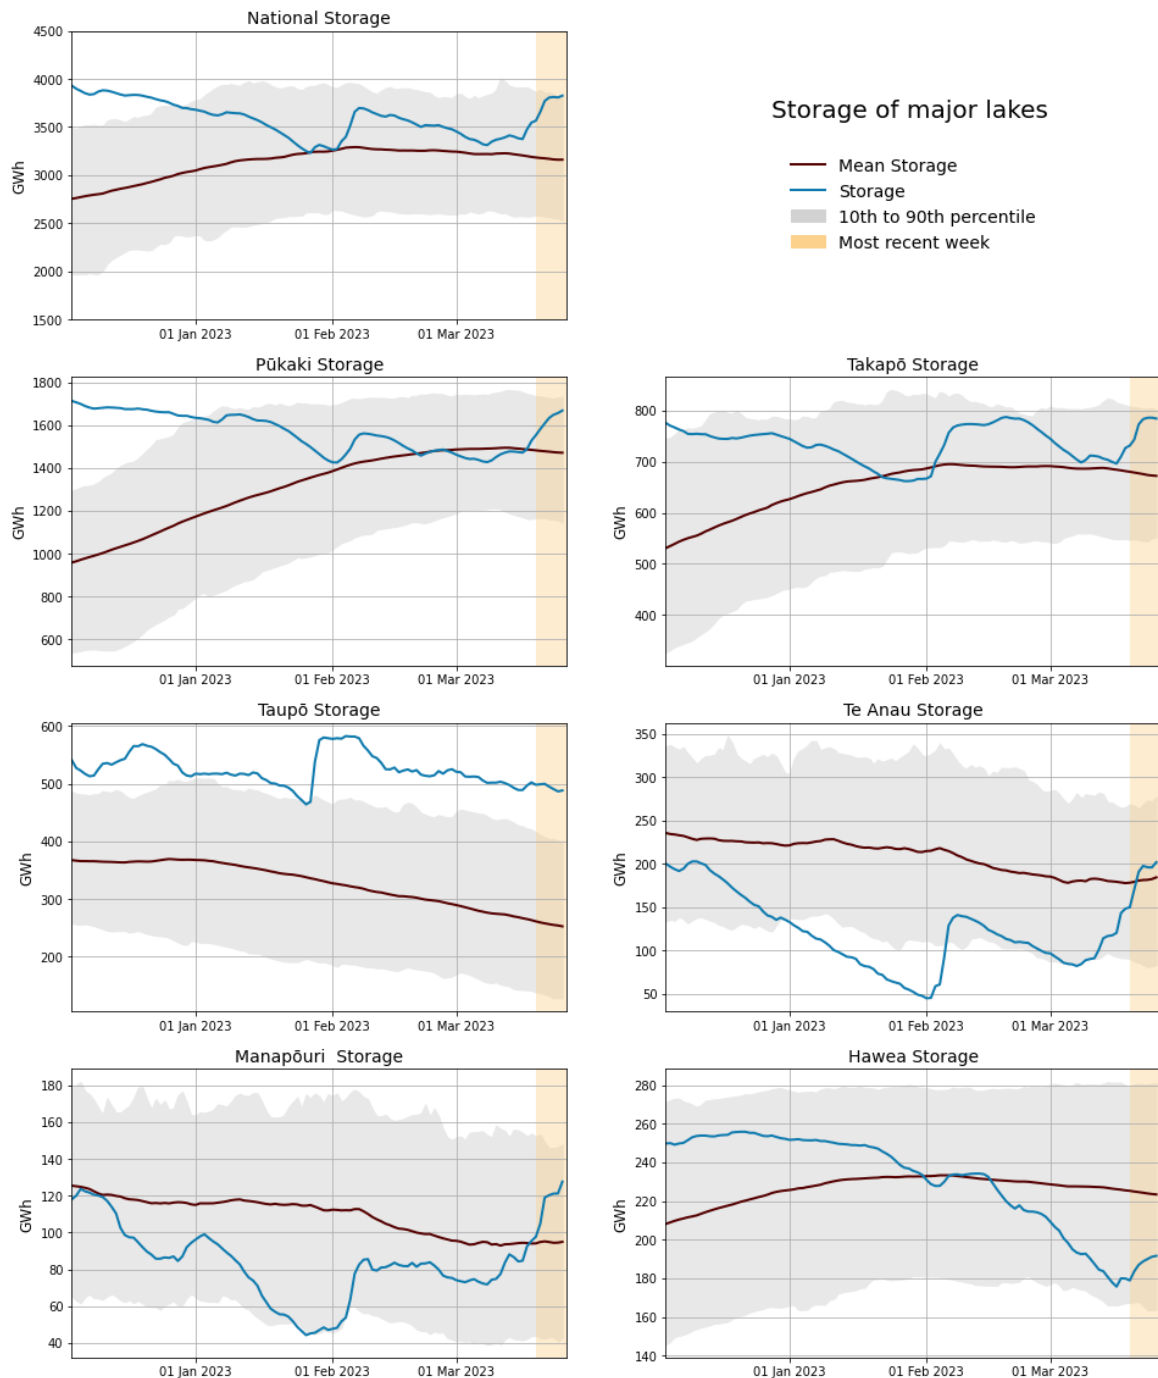 National Storage
4500
4000
3500
3000
2500
2000
1500
GWh
01 Jan 2023 01 Feb 2023 01 Mar 2023
Storage of major lakes
Mean Storage
Storage
10th to 90th percentile
Most recent week
Pūkaki Storage
1800
1600
1400
1200
1000
800
600
GWh
01 Jan 2023 01 Feb 2023 01 Mar 2023
Takapō Storage
800
700
600
500
400
GWh
01 Jan 2023 01 Feb 2023 01 Mar 2023
Taupō Storage
600
500
400
300
200
GWh
01 Jan 2023 01 Feb 2023 01 Mar 2023
Te Anau Storage
350
300
250
200
150
100
50
GWh
01 Jan 2023 01 Feb 2023 01 Mar 2023
Manapōuri  Storage
180
160
140
120
100
80
60
40
GWh
01 Jan 2023 01 Feb 2023 01 Mar 2023
Hawea Storage
280
260
240
220
200
180
160
140
GWh
01 Jan 2023 01 Feb 2023 01 Mar 2023